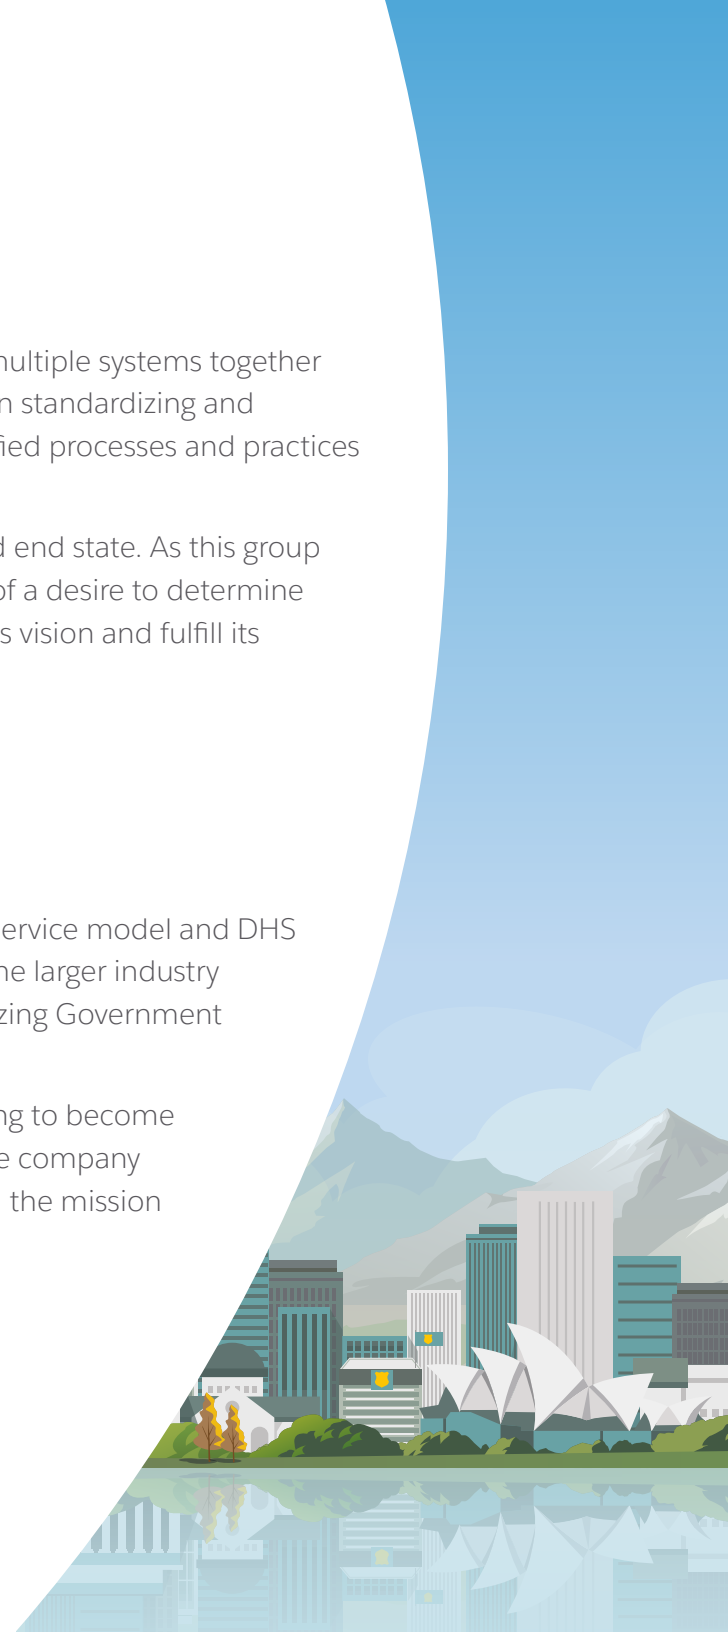 multiple systems together
n standardizing and
fied processes and practices
d end state. As this group
of a desire to determine
s vision and fulfill its
ervice model and DHS
he larger industry
zing Government
ng to become
e company
the mission